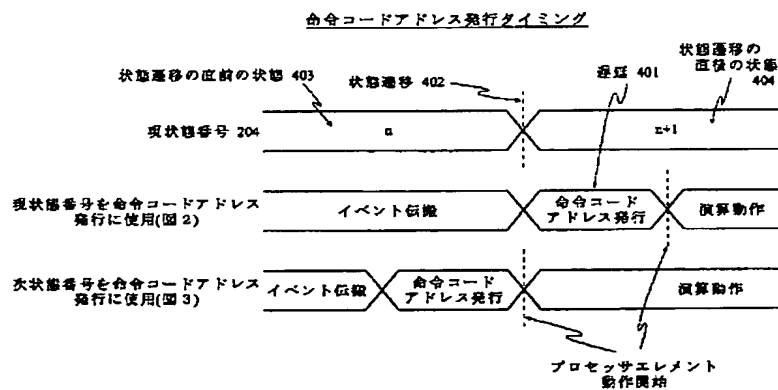 命令コードアドレス発行タイミング
状態遷移の直前の状態 403
状態遷移 402
遅延 401
状態遷移の
直後の状態
404
現状態番号 204
n
n+1
現状態番号を命令コードアドレス
発行に使用(図2)
イベント伝搬
命令コード
アドレス発行
演算動作
次状態番号を命令コードアドレス
発行に使用(図3)
イベント伝搬
命令コード
アドレス発行
演算動作
プロセッサエレメント
動作開始